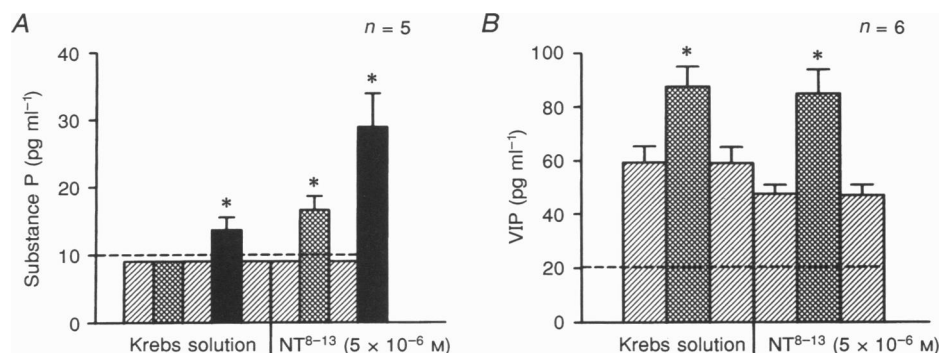 A
n = 5
Substance P (pg ml⁻¹)
40
30
20
10
0
*
*
*
Krebs solution
NT⁸⁻¹³ (5 × 10⁻⁶ M)
B
n = 6
VIP (pg ml⁻¹)
100
80
60
40
20
0
*
*
Krebs solution
NT⁸⁻¹³ (5 × 10⁻⁶ M)